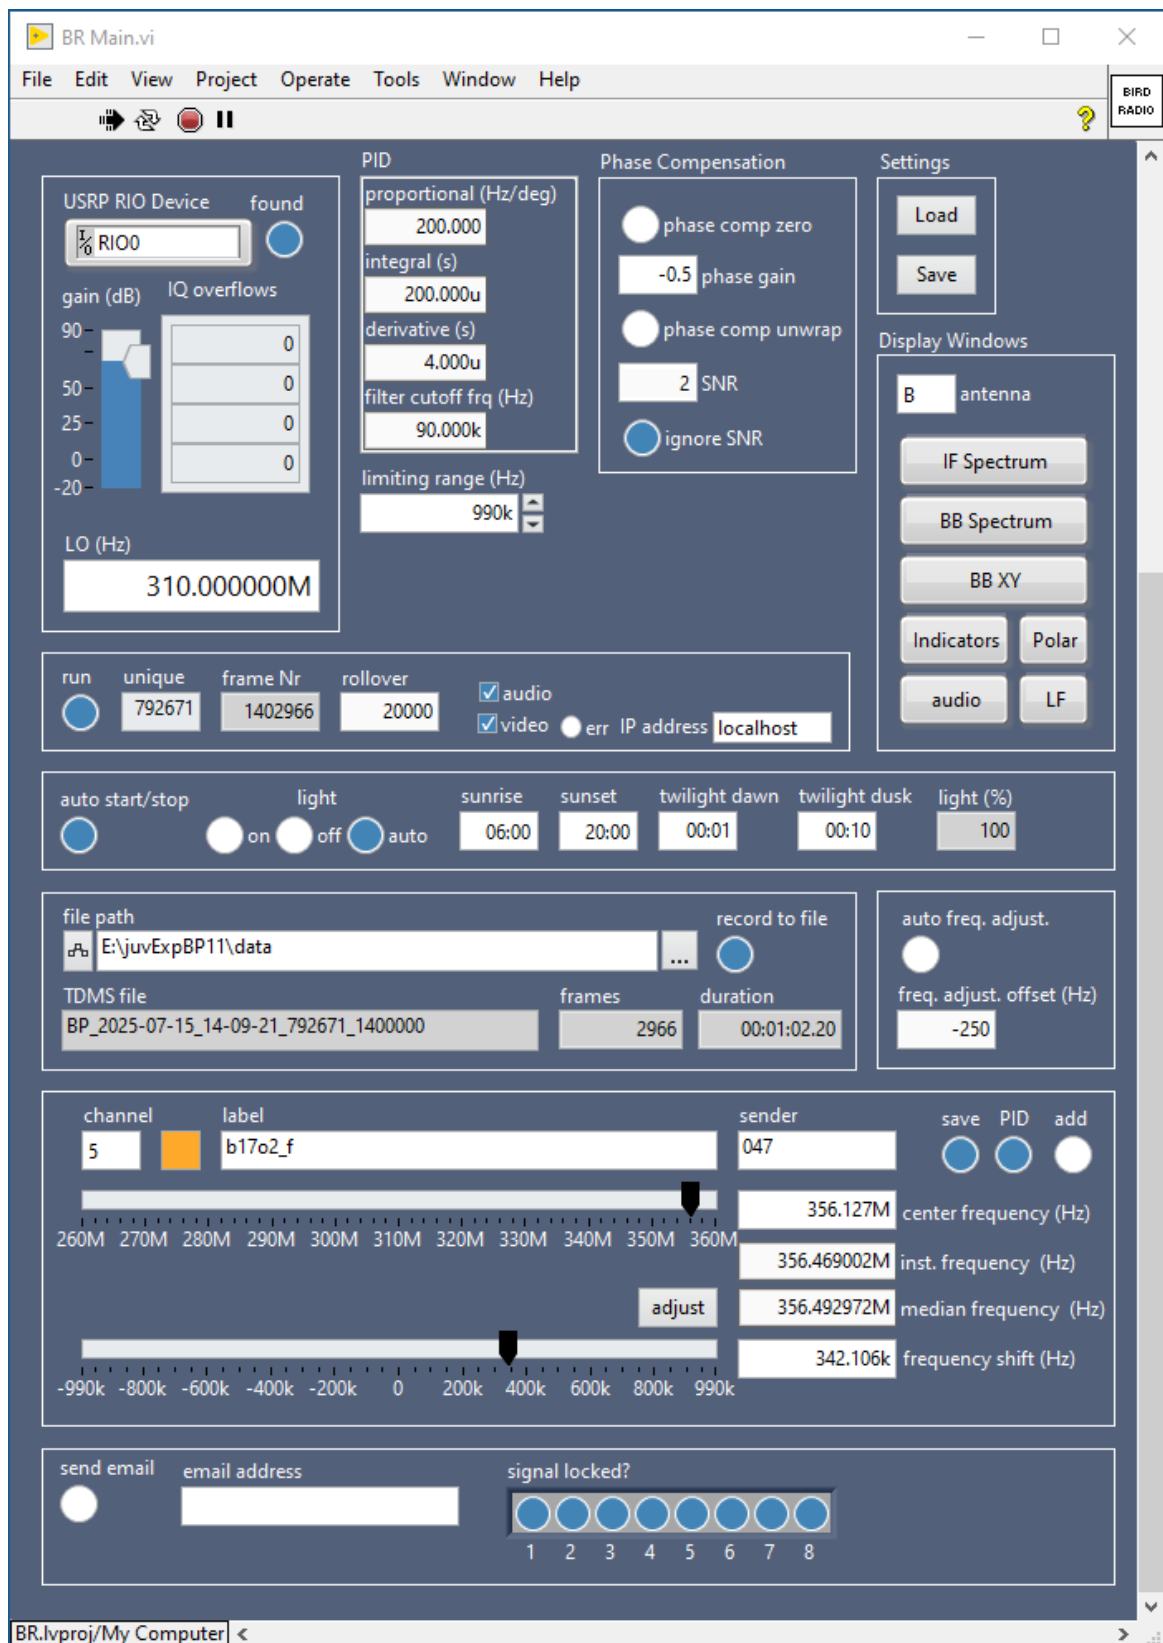 BR Main.vi
File Edit View Project Operate Tools Window Help
BIRD
RADIO
USRP RIO Device found
I/O RIO0
gain (dB) IQ overflows
90
50
25
0
-20
0
0
0
0
LO (Hz)
310.000000M
PID
proportional (Hz/deg)
200.000
integral (s)
200.000u
derivative (s)
4.000u
filter cutoff frq (Hz)
90.000k
limiting range (Hz)
990k
Phase Compensation
phase comp zero
-0.5 phase gain
phase comp unwrap
2 SNR
ignore SNR
Settings
Load
Save
Display Windows
B antenna
IF Spectrum
BB Spectrum
BB XY
Indicators Polar
audio LF
run unique frame Nr rollover
792671 1402966 20000
audio
video err IP address localhost
auto start/stop light sunrise sunset twilight dawn twilight dusk light (%)
on off auto 06:00 20:00 00:01 00:10 100
file path record to file
E:\juvExpBP11\data ...
TDMS file frames duration
BP_2025-07-15_14-09-21_792671_1400000 2966 00:01:02.20
auto freq. adjust.
freq. adjust. offset (Hz)
-250
channel label sender save PID add
5 b17o2_f 047
260M 270M 280M 290M 300M 310M 320M 330M 340M 350M 360M
356.127M center frequency (Hz)
356.469002M inst. frequency (Hz)
adjust 356.492972M median frequency (Hz)
342.106k frequency shift (Hz)
-990k -800k -600k -400k -200k 0 200k 400k 600k 800k 990k
send email email address signal locked?
1 2 3 4 5 6 7 8
BR.lvproj/My Computer